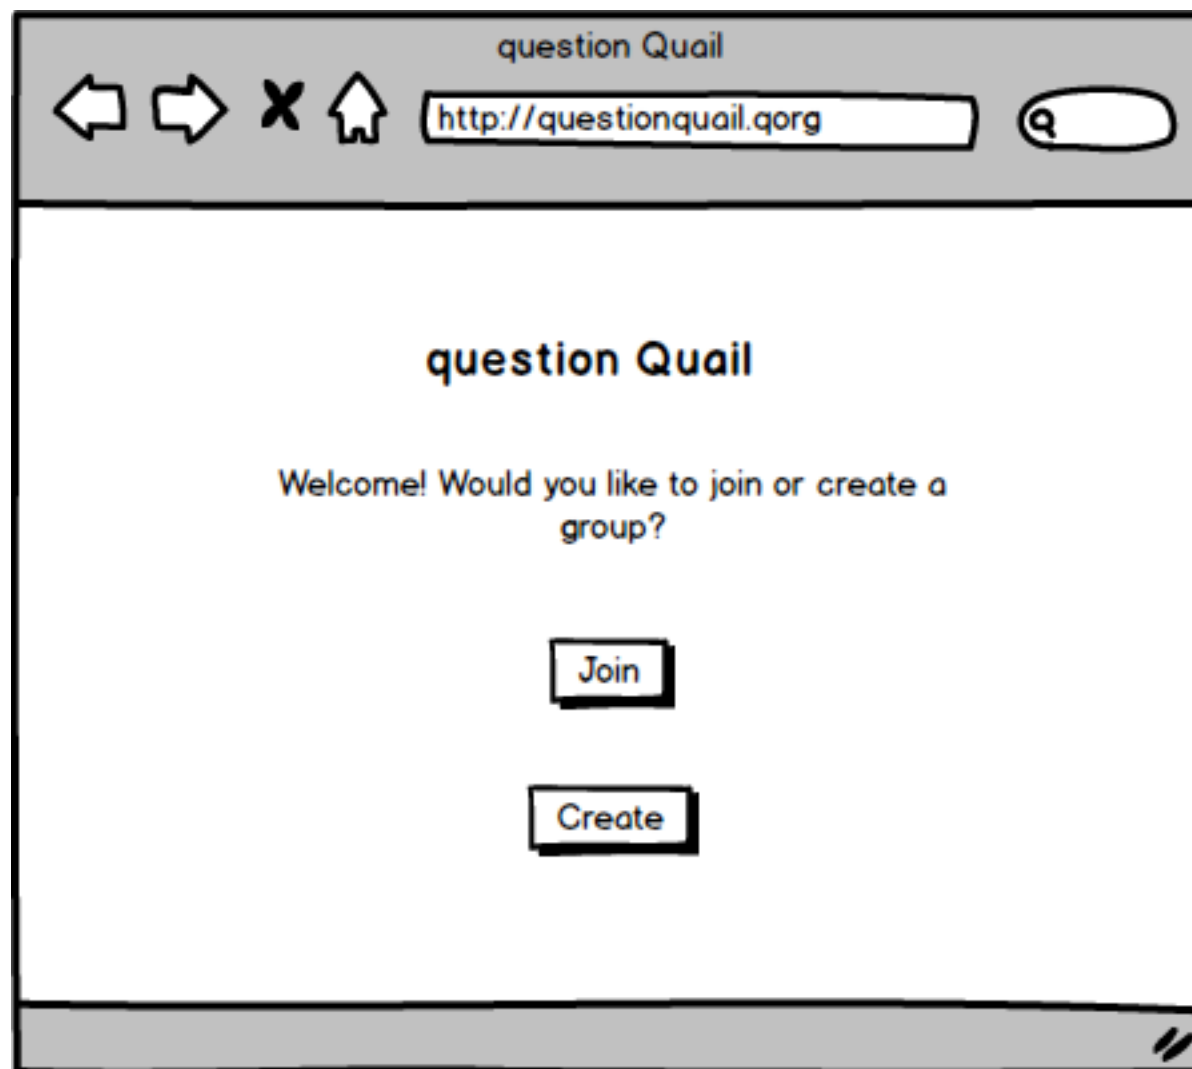 question Quail
http://questionquail.qorg
question Quail
Welcome! Would you like to join or create a
group?
Join
Create